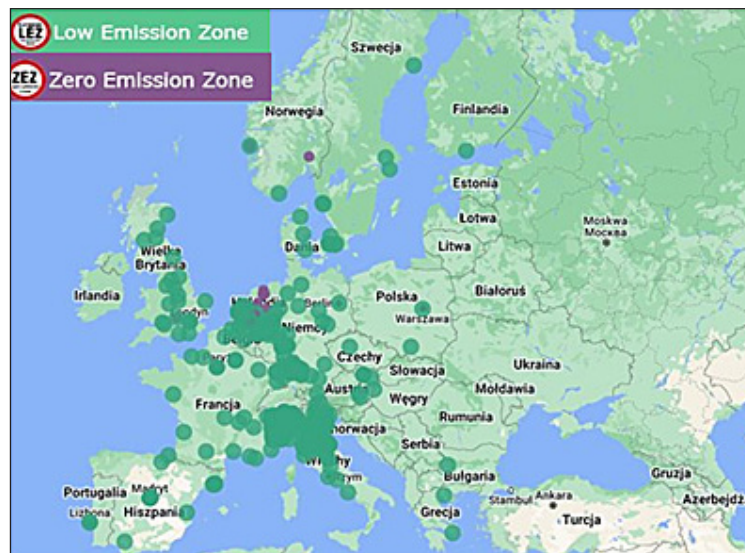 LEZ Low Emission Zone
ZEZ Zero Emission Zone
Szwecja
Finlandia
Norwegia
Estonia
Łotwa
Moskwa
Москва
Litwa
Dania
Wielka
Brytania
Irlandia
Białoruś
Polska
Warszawa
Niemcy
Czechy
Ukraina
Słowacja
Austria
Mołdawia
Węgry
Francja
Rumunia
Serbia
Włochy
Bułgaria
Gruzja
Portugalia
Madryt
Lizbona
Hiszpania
Stambuł
Ankara
Grecja
Turcja
Azerbejdż